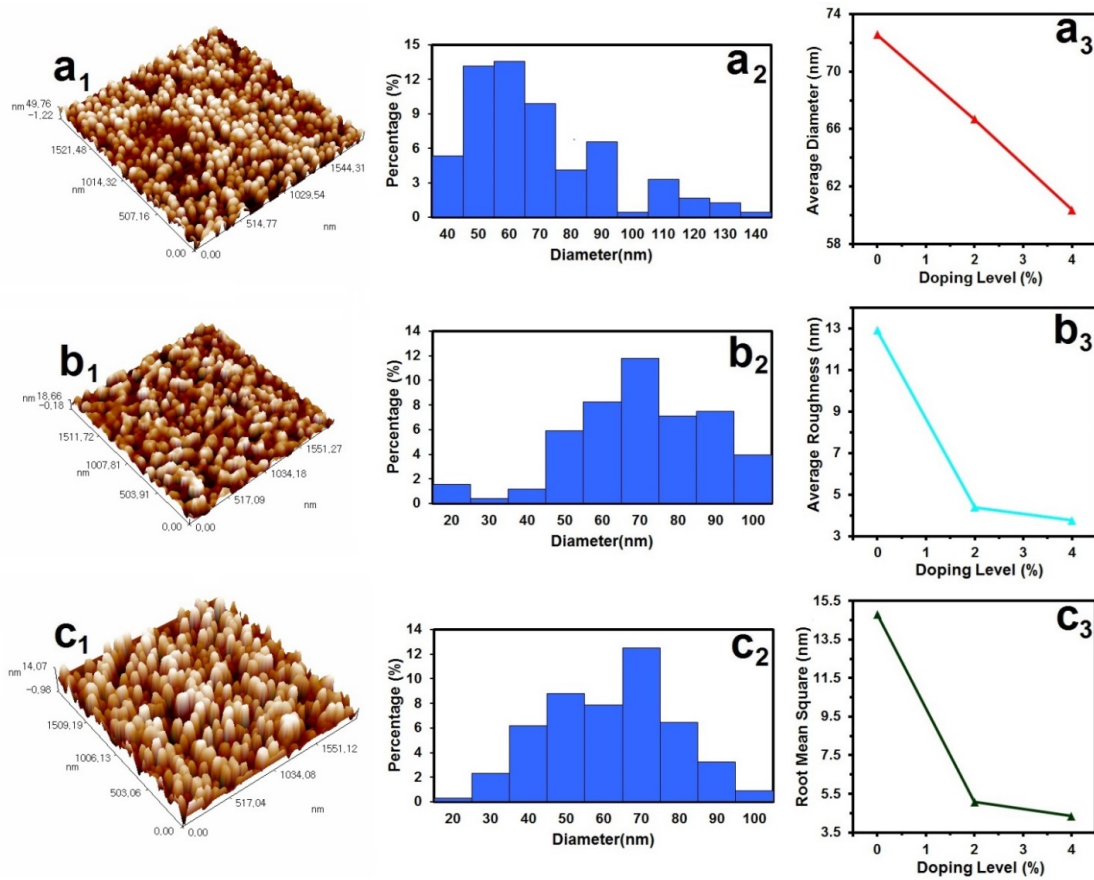 a1
nm 49,76
−1,22
1521,48
1014,32
nm
507,16
0,00
0,00
514,77
1029,54
1544,31
nm
a2
Percentage (%)
15
12
9
6
3
0
40 50 60 70 80 90 100 110 120 130 140
Diameter(nm)
a3
Average Diameter (nm)
74
70
66
62
58
0 1 2 3 4
Doping Level (%)
b1
nm 18,66
−0,18
1511,72
1007,81
nm
503,91
0,00
0,00
517,09
1034,18
1551,27
nm
b2
Percentage (%)
14
12
10
8
6
4
2
0
20 30 40 50 60 70 80 90 100
Diameter(nm)
b3
Average Roughness (nm)
13
11
9
7
5
3
0 1 2 3 4
Doping Level (%)
c1
nm 14,07
−0,98
1509,19
1006,13
nm
503,06
0,00
0,00
517,04
1034,08
1551,12
nm
c2
Percentage (%)
14
12
10
8
6
4
2
0
20 30 40 50 60 70 80 90 100
Diameter(nm)
c3
Root Mean Square (nm)
15.5
13.5
11.5
9.5
7.5
5.5
3.5
0 1 2 3 4
Doping Level (%)